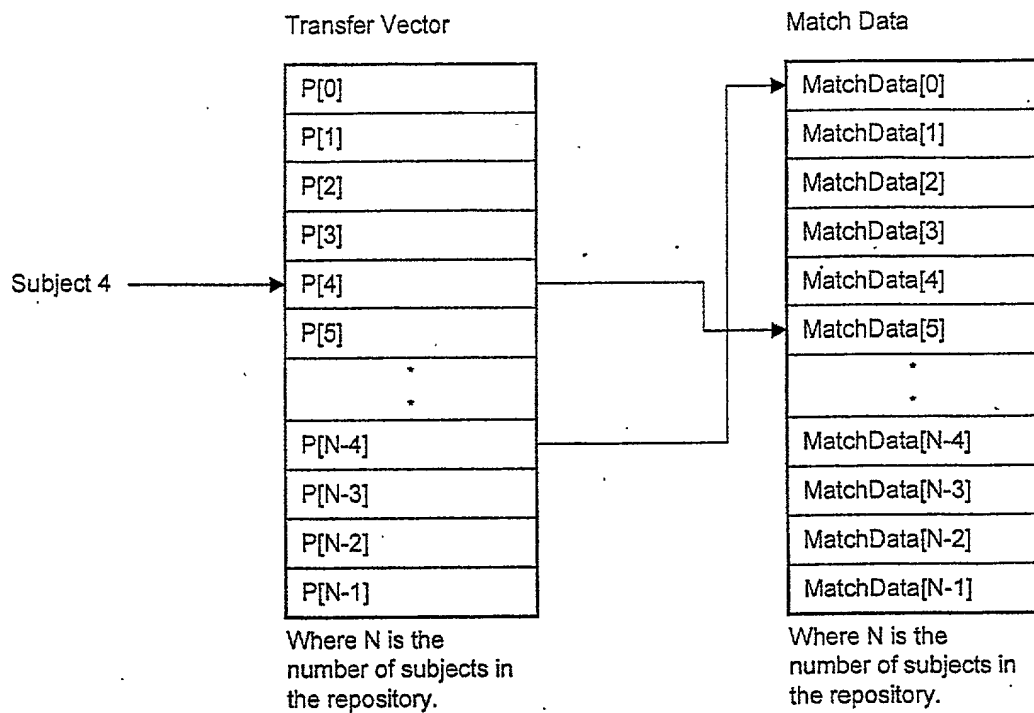 Transfer Vector
P[0]
P[1]
P[2]
P[3]
Subject 4
P[4]
P[5]
*
*
P[N-4]
P[N-3]
P[N-2]
P[N-1]
Where N is the
number of subjects in
the repository.
Match Data
MatchData[0]
MatchData[1]
MatchData[2]
MatchData[3]
MatchData[4]
MatchData[5]
*
*
MatchData[N-4]
MatchData[N-3]
MatchData[N-2]
MatchData[N-1]
Where N is the
number of subjects in
the repository.